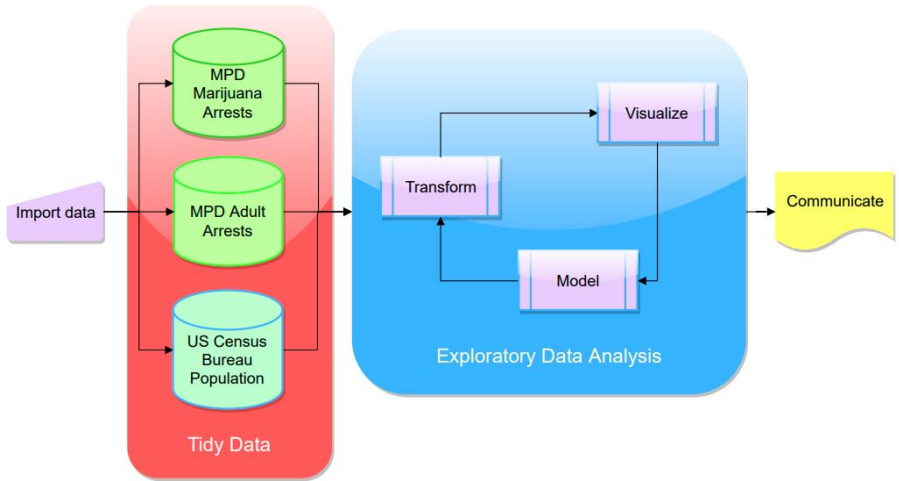 Import data
MPD
Marijuana
Arrests
MPD Adult
Arrests
US Census
Bureau
Population
Tidy Data
Transform
Visualize
Model
Exploratory Data Analysis
Communicate